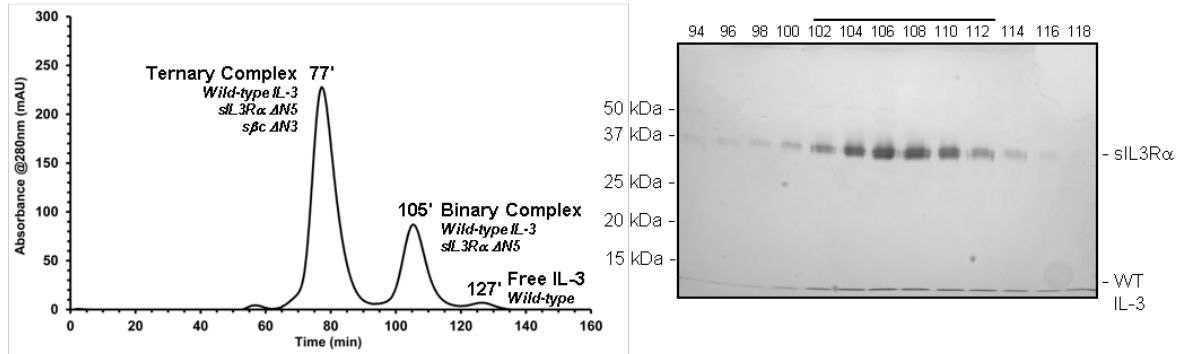 300
250
200
150
100
50
0
Absorbance @280nm (mAU)
0 20 40 60 80 100 120 140 160
Time (min)
Ternary Complex 77'
Wild-type IL-3
sIL3Rα ΔN5
sβc ΔN3
105' Binary Complex
Wild-type IL-3
sIL3Rα ΔN5
127' Free IL-3
Wild-type
94 96 98 100 102 104 106 108 110 112 114 116 118
50 kDa -
37 kDa -
25 kDa -
20 kDa -
15 kDa -
- sIL3Rα
- WT
IL-3